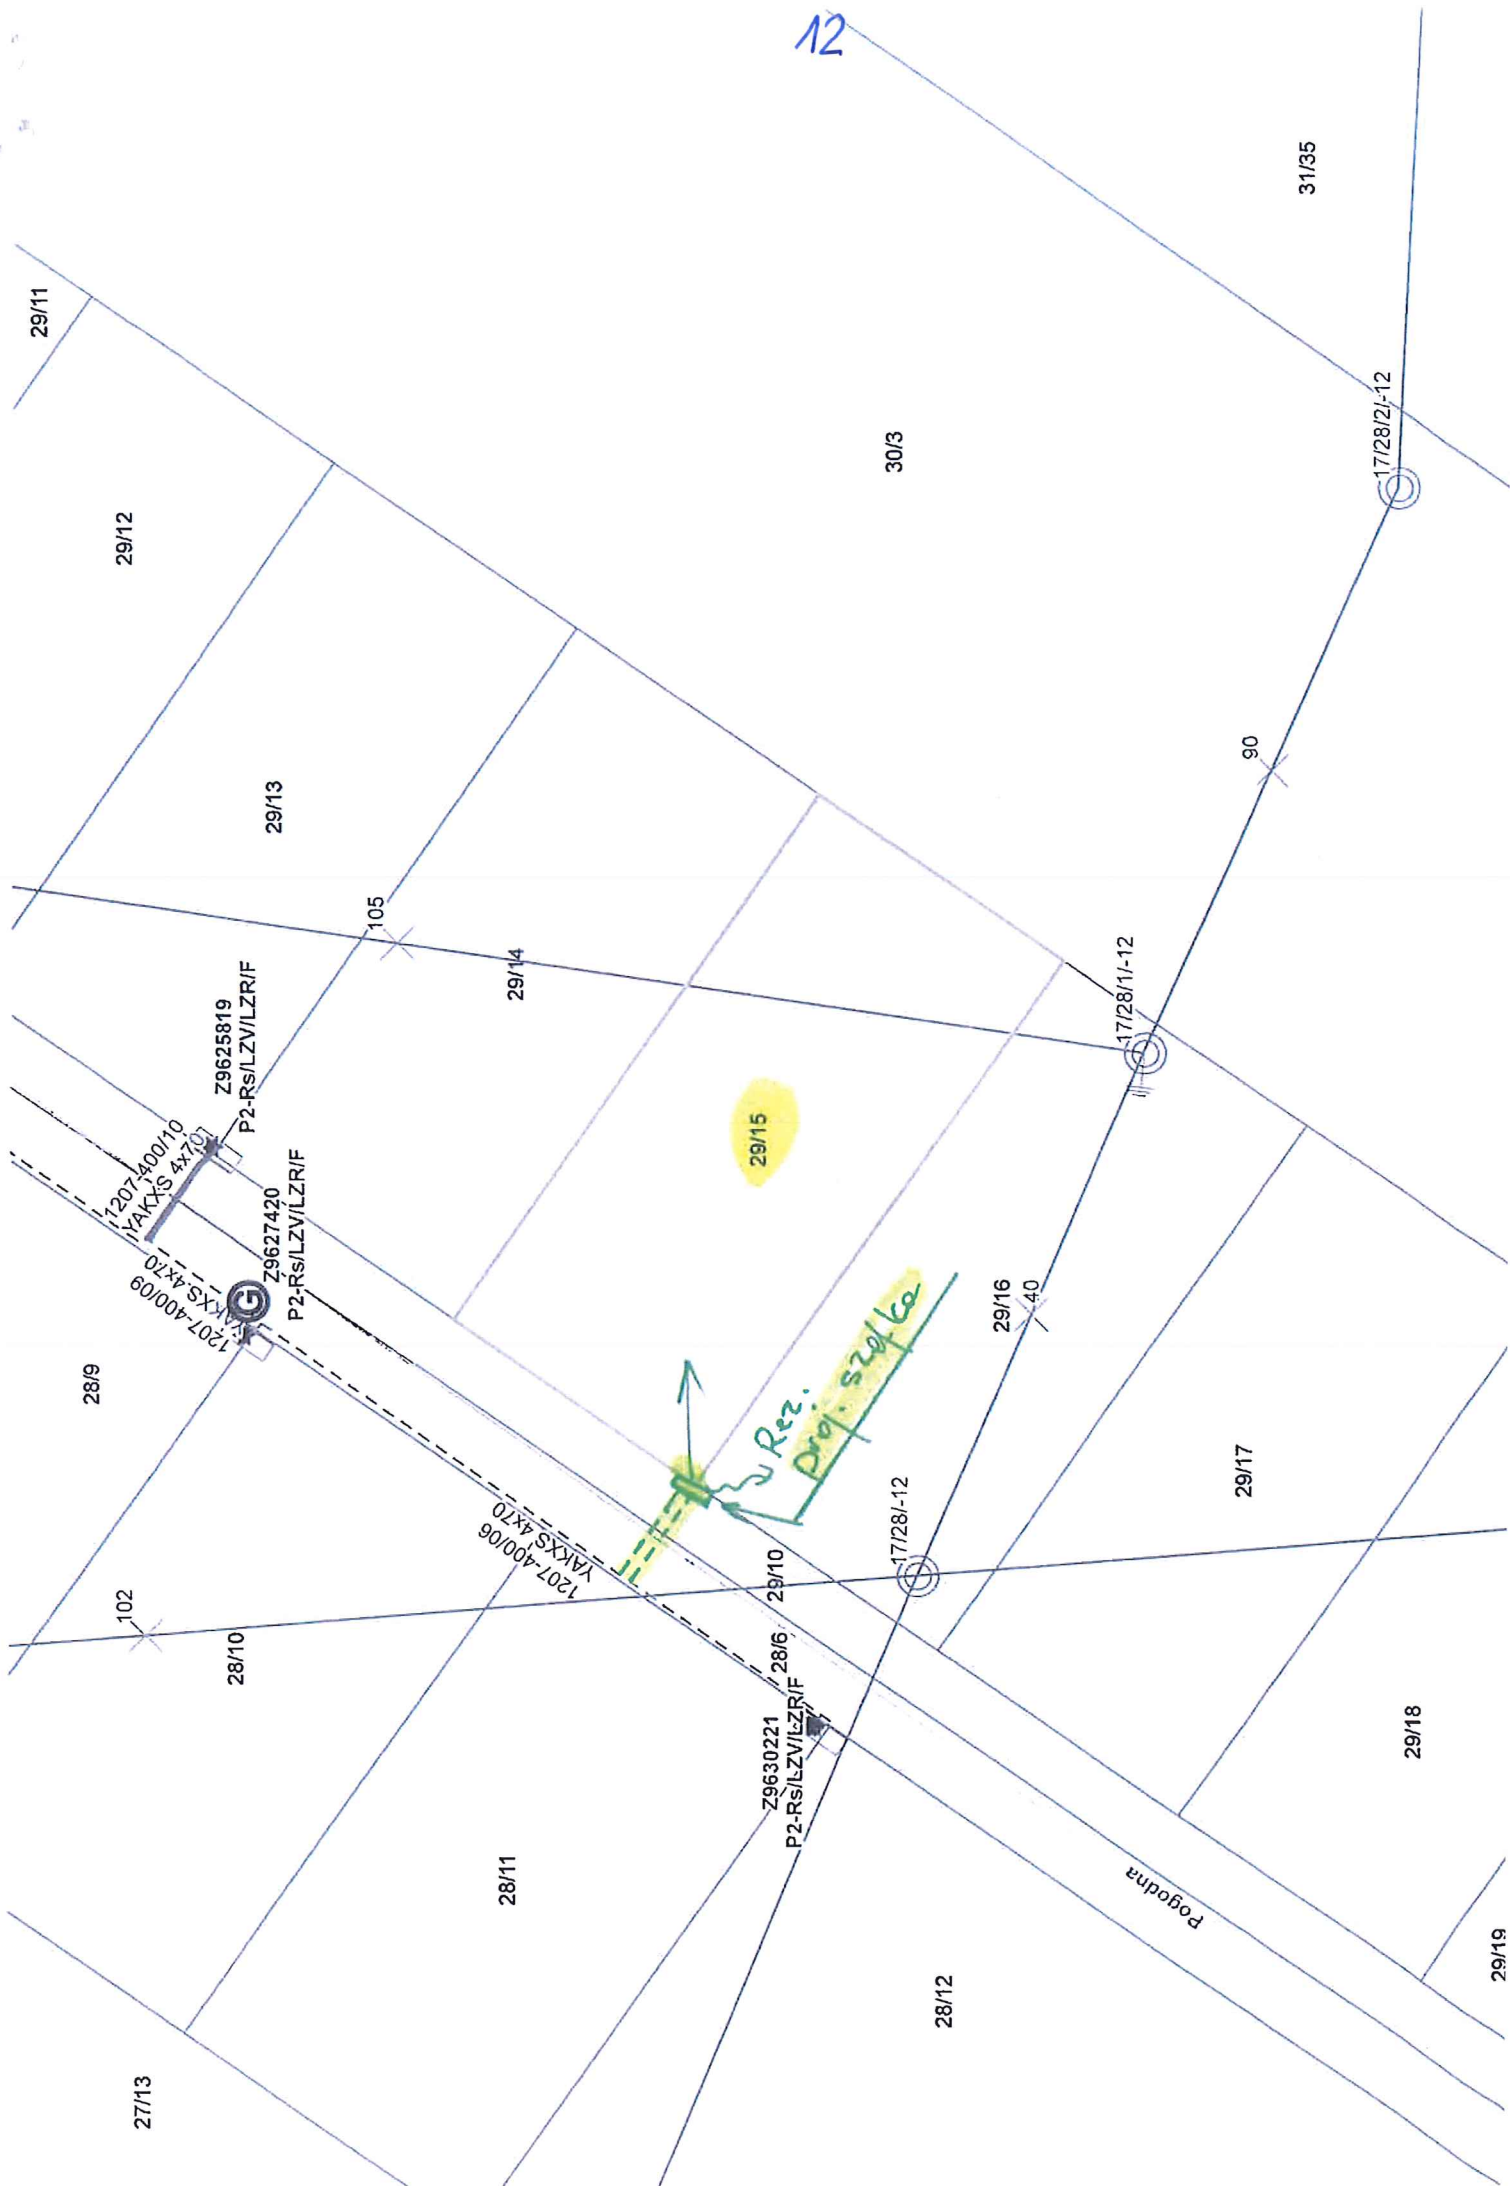 12
31/35
29/11
29/12
30/3
17/28/2/-12
29/13
90
105
29/14
Z9625819
P2-Rs/LZV/LZR/F
17/28/1/-12
1207-400/10
YAKXS 4x70
29/15
Z9627420
P2-Rs/LZV/LZR/F
G
1207-400/09
YAKXS 4x70
28/9
29/16
40
Rez.
proj. szafka
1207-400/06
YAKXS 4x70
29/17
17/28/-12
29/10
102
28/10
28/6
Z9630221
P2-Rs/LZV/LZR/F
29/18
28/11
Pogodna
29/19
28/12
27/13